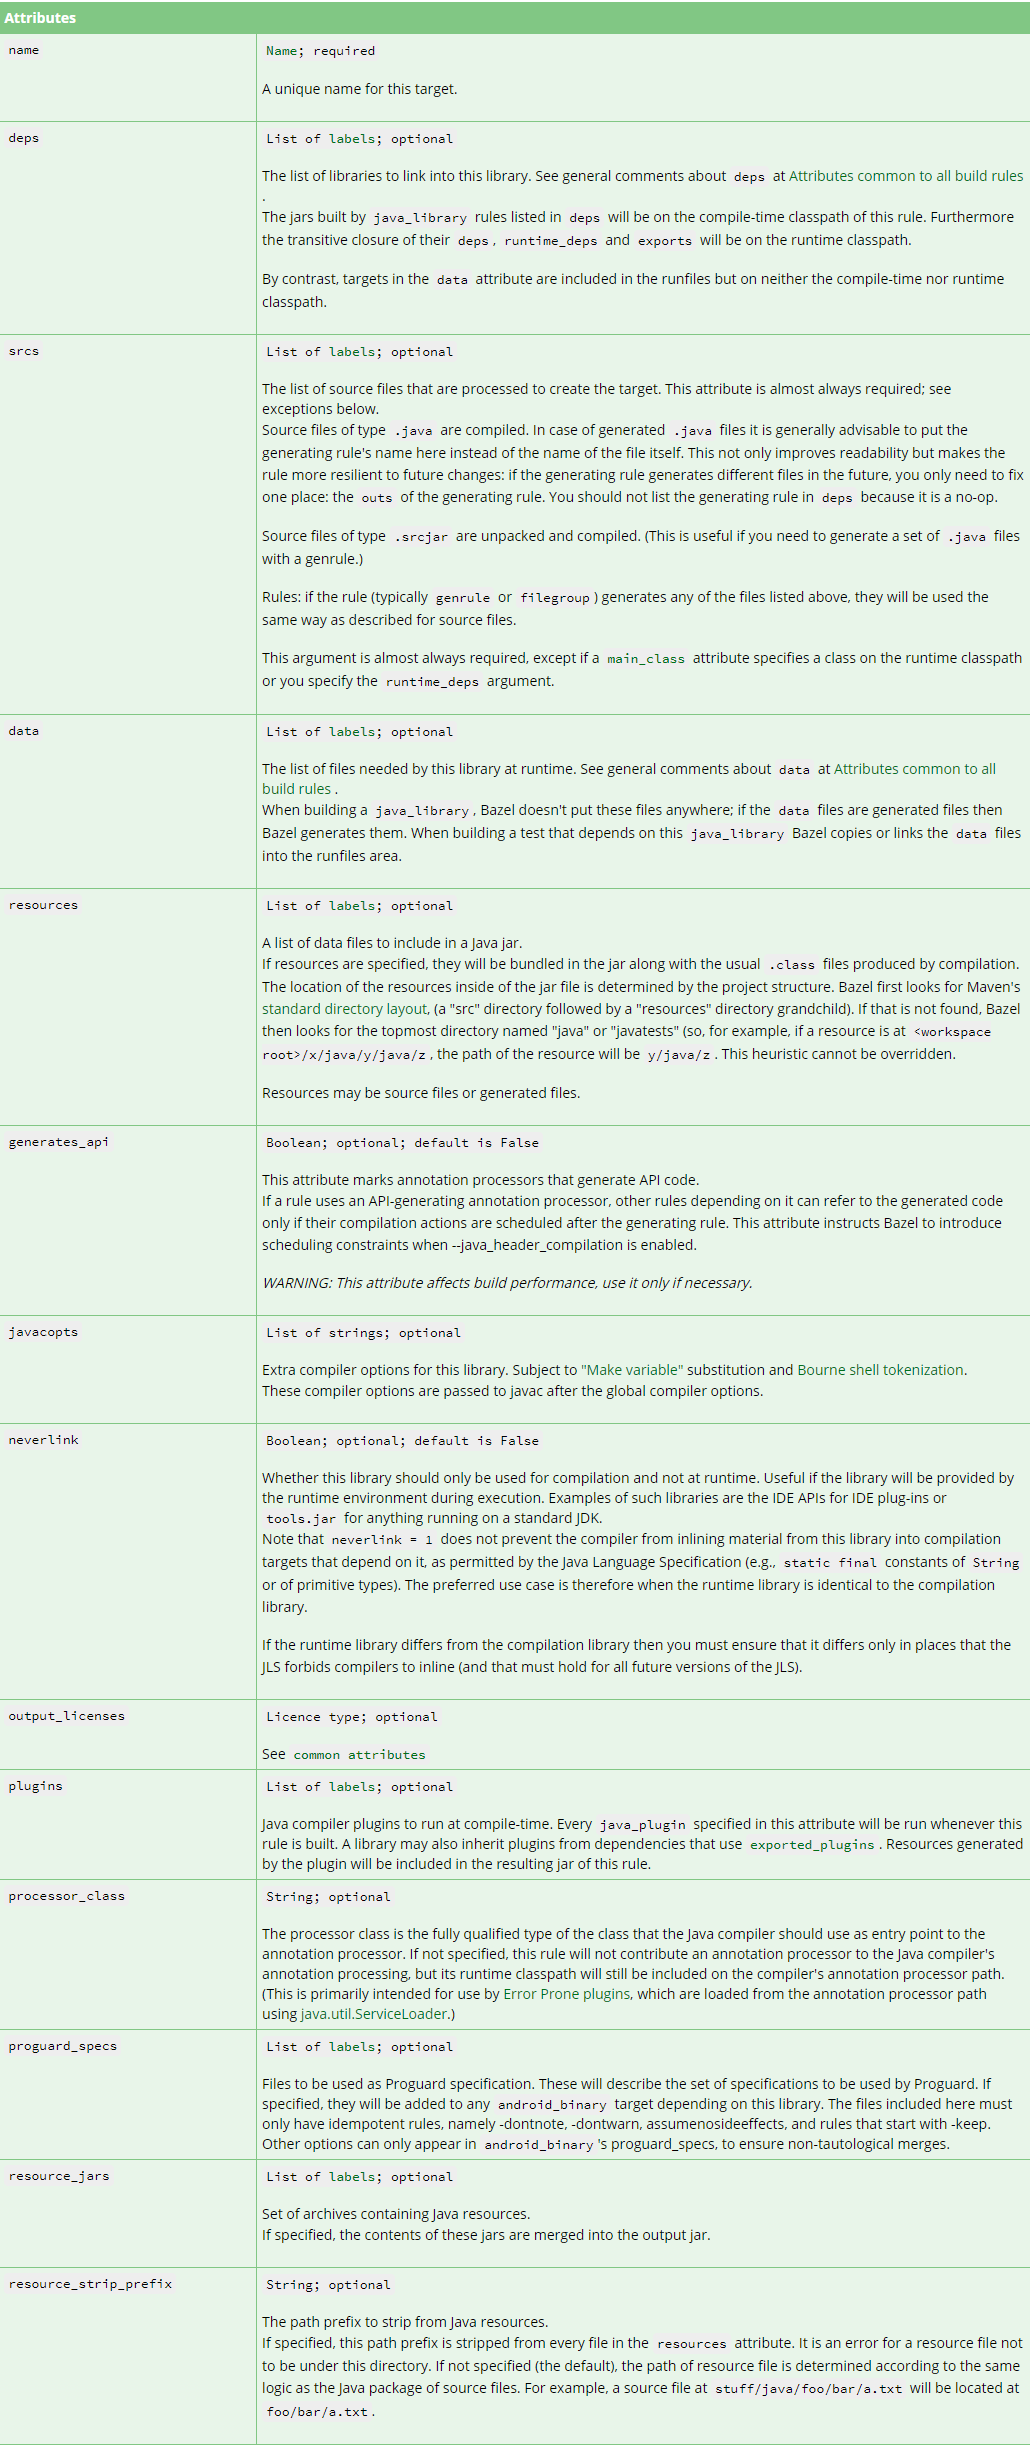 Attributes
name
Name; required
A unique name for this target.
deps
List of labels; optional
The list of libraries to link into this library. See general comments about deps at Attributes common to all build rules
.
The jars built by java_library rules listed in deps will be on the compile-time classpath of this rule. Furthermore
the transitive closure of their deps, runtime_deps and exports will be on the runtime classpath.
By contrast, targets in the data attribute are included in the runfiles but on neither the compile-time nor runtime
classpath.
srcs
List of labels; optional
The list of source files that are processed to create the target. This attribute is almost always required; see
exceptions below.
Source files of type .java are compiled. In case of generated .java files it is generally advisable to put the
generating rule's name here instead of the name of the file itself. This not only improves readability but makes the
rule more resilient to future changes: if the generating rule generates different files in the future, you only need to fix
one place: the outs of the generating rule. You should not list the generating rule in deps because it is a no-op.
Source files of type .srcjar are unpacked and compiled. (This is useful if you need to generate a set of .java files
with a genrule.)
Rules: if the rule (typically genrule or filegroup) generates any of the files listed above, they will be used the
same way as described for source files.
This argument is almost always required, except if a main_class attribute specifies a class on the runtime classpath
or you specify the runtime_deps argument.
data
List of labels; optional
The list of files needed by this library at runtime. See general comments about data at Attributes common to all
build rules .
When building a java_library, Bazel doesn't put these files anywhere; if the data files are generated files then
Bazel generates them. When building a test that depends on this java_library Bazel copies or links the data files
into the runfiles area.
resources
List of labels; optional
A list of data files to include in a Java jar.
If resources are specified, they will be bundled in the jar along with the usual .class files produced by compilation.
The location of the resources inside of the jar file is determined by the project structure. Bazel first looks for Maven's
standard directory layout, (a "src" directory followed by a "resources" directory grandchild). If that is not found, Bazel
then looks for the topmost directory named "java" or "javatests" (so, for example, if a resource is at <workspace
root>/x/java/y/java/z, the path of the resource will be y/java/z. This heuristic cannot be overridden.
Resources may be source files or generated files.
generates_api
Boolean; optional; default is False
This attribute marks annotation processors that generate API code.
If a rule uses an API-generating annotation processor, other rules depending on it can refer to the generated code
only if their compilation actions are scheduled after the generating rule. This attribute instructs Bazel to introduce
scheduling constraints when --java_header_compilation is enabled.
WARNING: This attribute affects build performance, use it only if necessary.
javacopts
List of strings; optional
Extra compiler options for this library. Subject to "Make variable" substitution and Bourne shell tokenization.
These compiler options are passed to javac after the global compiler options.
neverlink
Boolean; optional; default is False
Whether this library should only be used for compilation and not at runtime. Useful if the library will be provided by
the runtime environment during execution. Examples of such libraries are the IDE APIs for IDE plug-ins or
tools.jar for anything running on a standard JDK.
Note that neverlink = 1 does not prevent the compiler from inlining material from this library into compilation
targets that depend on it, as permitted by the Java Language Specification (e.g., static final constants of String
or of primitive types). The preferred use case is therefore when the runtime library is identical to the compilation
library.
If the runtime library differs from the compilation library then you must ensure that it differs only in places that the
JLS forbids compilers to inline (and that must hold for all future versions of the JLS).
output_licenses
Licence type; optional
See common attributes
plugins
List of labels; optional
Java compiler plugins to run at compile-time. Every java_plugin specified in this attribute will be run whenever this
rule is built. A library may also inherit plugins from dependencies that use exported_plugins. Resources generated
by the plugin will be included in the resulting jar of this rule.
processor_class
String; optional
The processor class is the fully qualified type of the class that the Java compiler should use as entry point to the
annotation processor. If not specified, this rule will not contribute an annotation processor to the Java compiler's
annotation processing, but its runtime classpath will still be included on the compiler's annotation processor path.
(This is primarily intended for use by Error Prone plugins, which are loaded from the annotation processor path
using java.util.ServiceLoader.)
proguard_specs
List of labels; optional
Files to be used as Proguard specification. These will describe the set of specifications to be used by Proguard. If
specified, they will be added to any android_binary target depending on this library. The files included here must
only have idempotent rules, namely -dontnote, -dontwarn, assumenosideeffects, and rules that start with -keep.
Other options can only appear in android_binary's proguard_specs, to ensure non-tautological merges.
resource_jars
List of labels; optional
Set of archives containing Java resources.
If specified, the contents of these jars are merged into the output jar.
resource_strip_prefix
String; optional
The path prefix to strip from Java resources.
If specified, this path prefix is stripped from every file in the resources attribute. It is an error for a resource file not
to be under this directory. If not specified (the default), the path of resource file is determined according to the same
logic as the Java package of source files. For example, a source file at stuff/java/foo/bar/a.txt will be located at
foo/bar/a.txt.